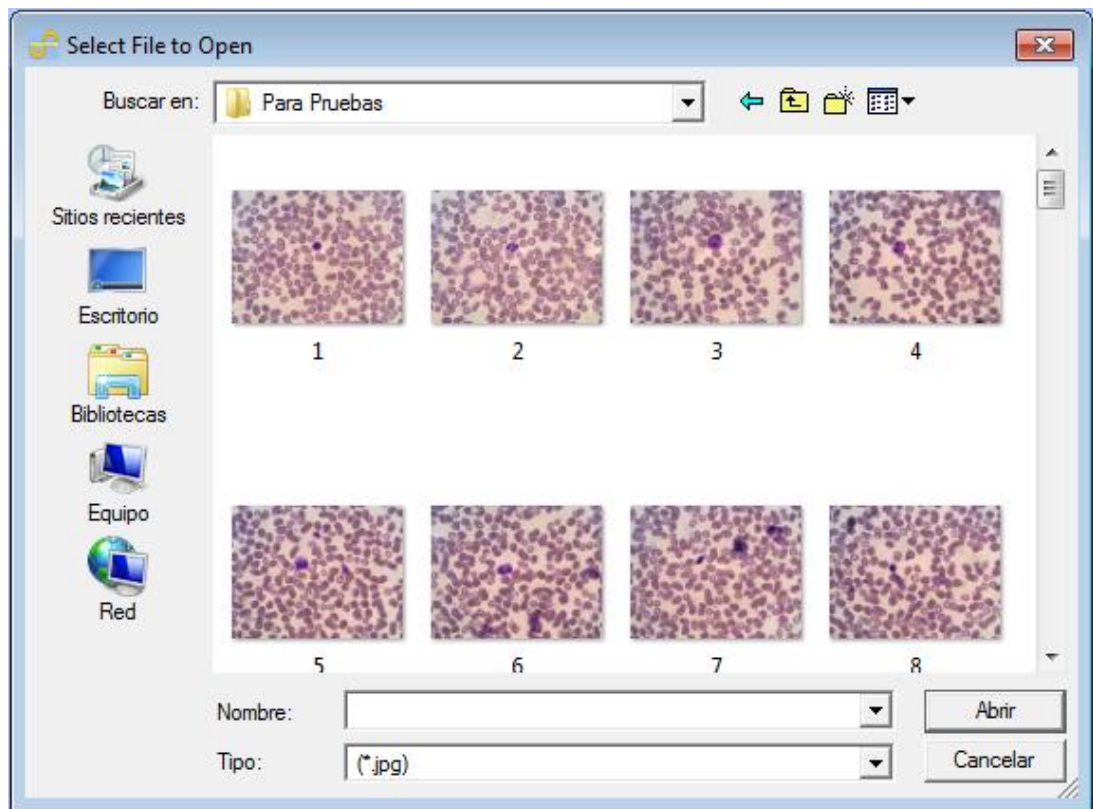 Select File to Open
Buscar en:
Para Pruebas
Sitios recientes
Escritorio
Bibliotecas
Equipo
Red
1
2
3
4
5
6
7
8
Nombre:
Abrir
Tipo:
(*.jpg)
Cancelar